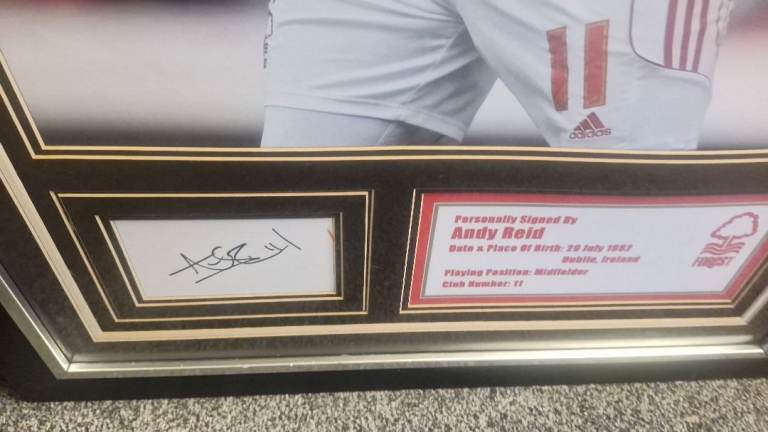 11
adidas
Personally Signed By
Andy Reid
Date & Place Of Birth: 29 July 1982
Dublin, Ireland
Playing Position: Midfielder
Club Number: 11
FOREST